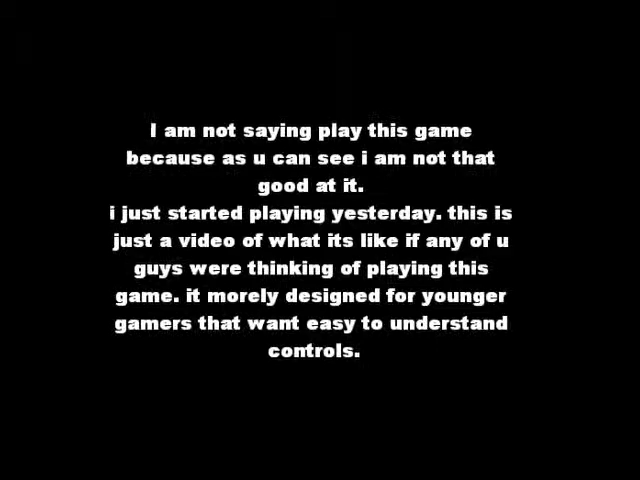 I am not saying play this game
because as u can see i am not that
good at it.
i just started playing yesterday. this is
just a video of what its like if any of u
guys were thinking of playing this
game. it morely designed for younger
gamers that want easy to understand
controls.